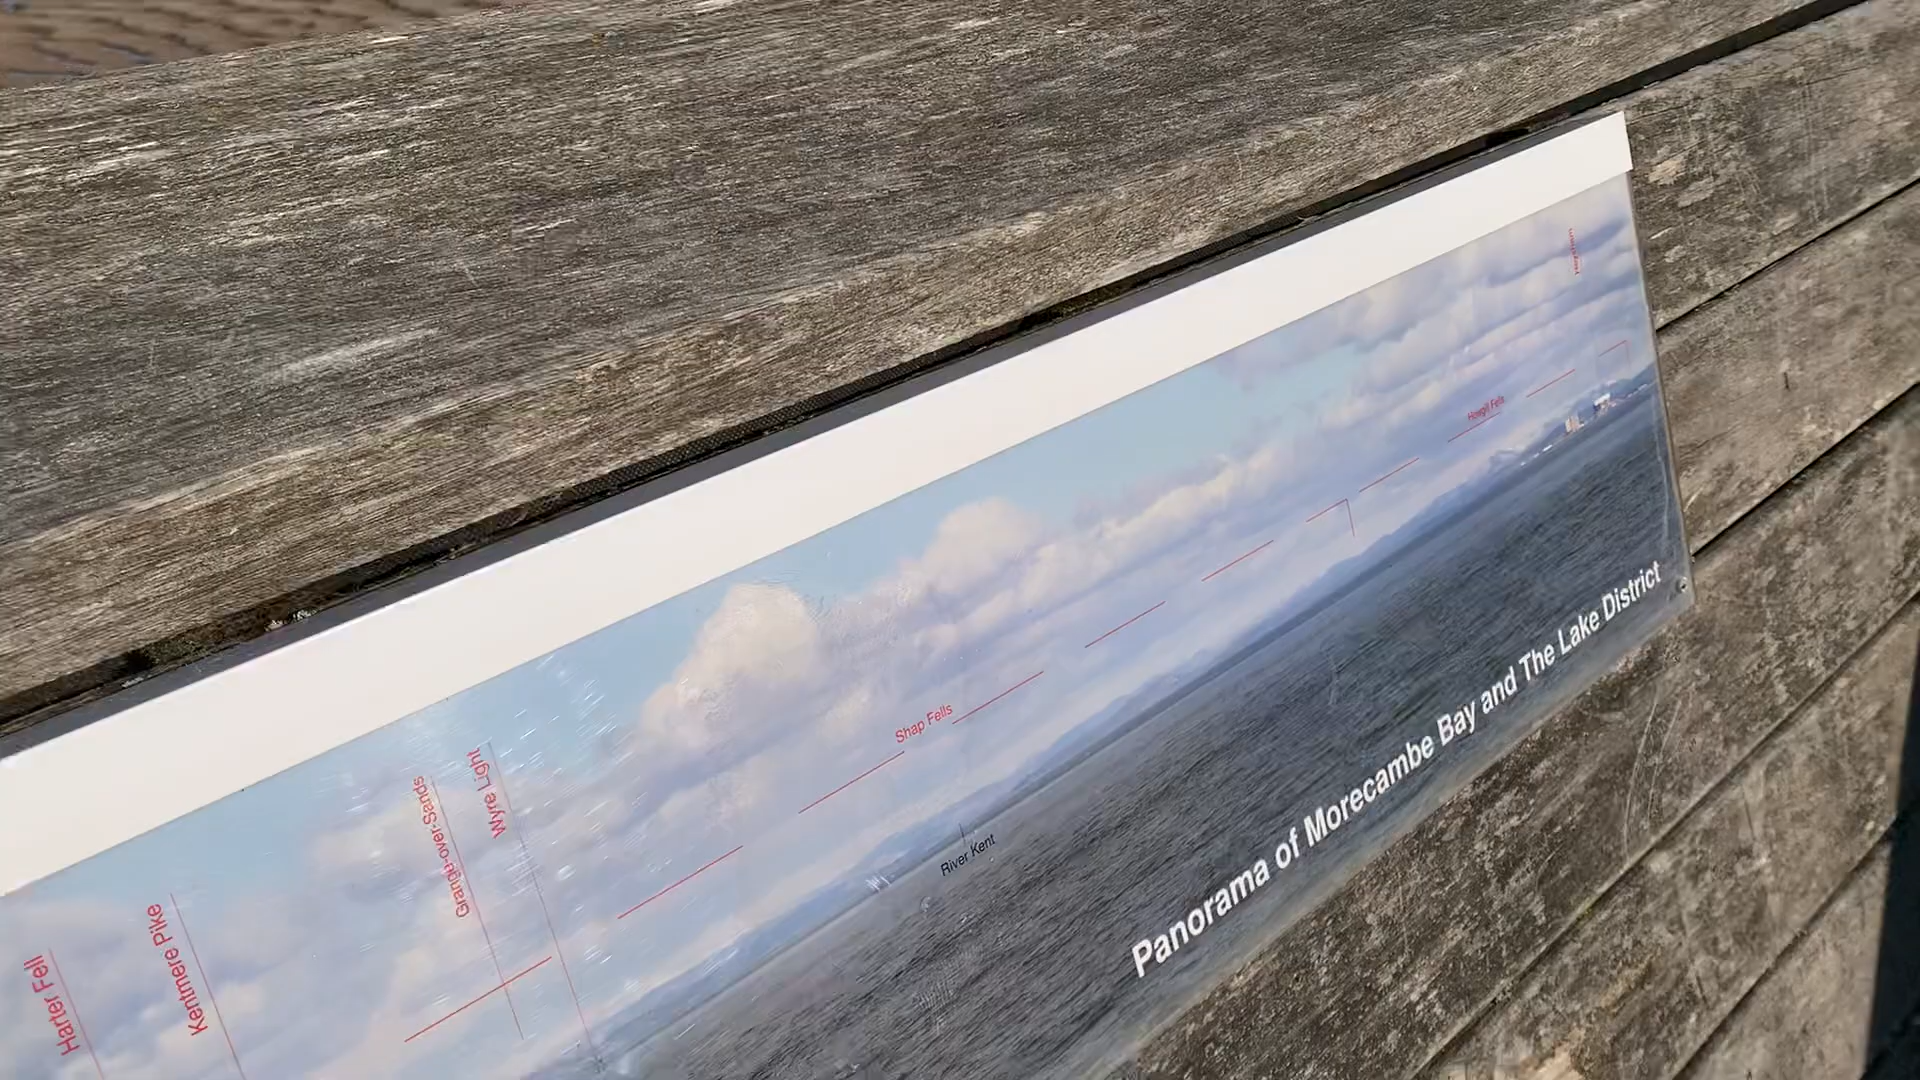 Harter Fell
Kentmere Pike
Grange-over-Sands
Wyre Light
Shap Fells
River Kent
Howgill Fells
Panorama of Morecambe Bay and The Lake District